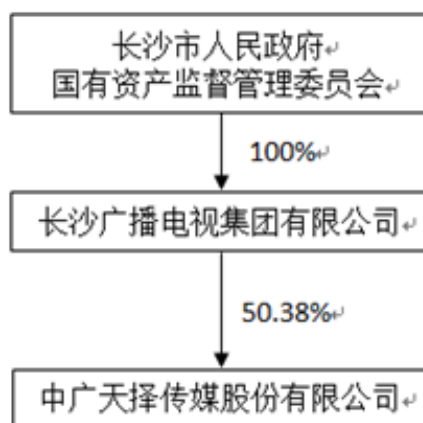 长沙市人民政府
国有资产监督管理委员会
100%
长沙广播电视集团有限公司
50.38%
中广天择传媒股份有限公司